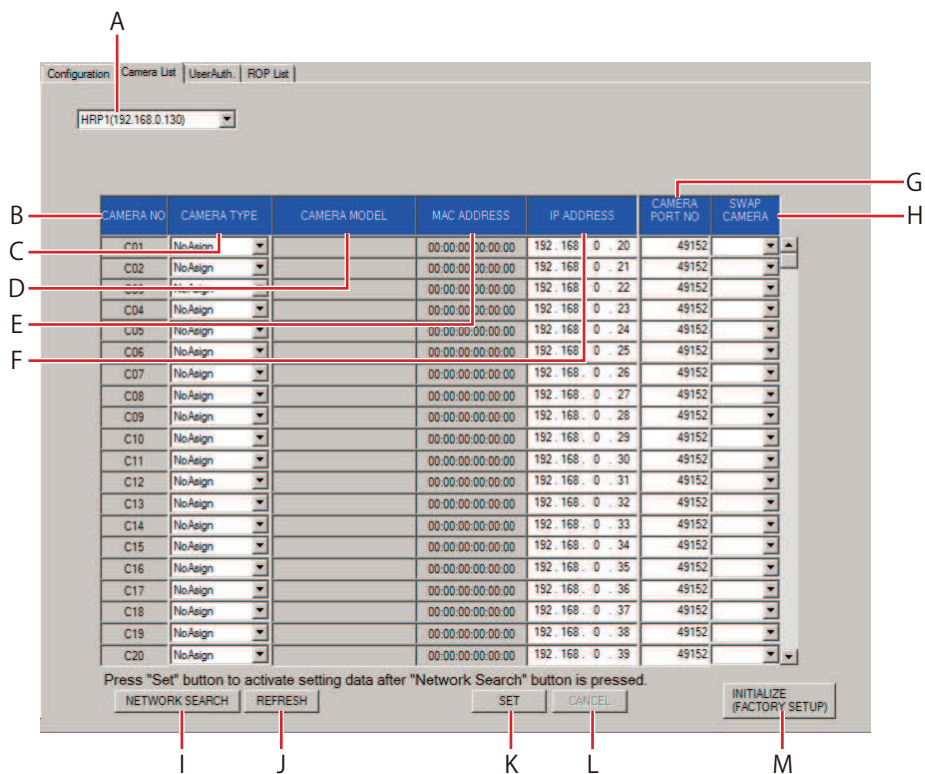 A
Configuration Camera List UserAuth. ROP List
HRP1(192.168.0.130)
G
B CAMERA NO CAMERA TYPE CAMERA MODEL MAC ADDRESS IP ADDRESS CAMERA PORT NO SWAP CAMERA H
C C01 NoAsign 00:00:00:00:00:00 192.168 0 . 20 49152
C02 NoAsign 00:00:00:00:00:00 192.168 0 . 21 49152
D C03 NoAsign 00:00:00:00:00:00 192.168 0 . 22 49152
C04 NoAsign 00:00:00:00:00:00 192.168 0 . 23 49152
E C05 NoAsign 00:00:00:00:00:00 192.168 0 . 24 49152
F C06 NoAsign 00:00:00:00:00:00 192.168 0 . 25 49152
C07 NoAsign 00:00:00:00:00:00 192.168. 0 . 26 49152
C08 NoAsign 00:00:00:00:00:00 192.168. 0 . 27 49152
C09 NoAsign 00:00:00:00:00:00 192.168. 0 . 28 49152
C10 NoAsign 00:00:00:00:00:00 192.168. 0 . 29 49152
C11 NoAsign 00:00:00:00:00:00 192.168. 0 . 30 49152
C12 NoAsign 00:00:00:00:00:00 192.168. 0 . 31 49152
C13 NoAsign 00:00:00:00:00:00 192.168. 0 . 32 49152
C14 NoAsign 00:00:00:00:00:00 192.168. 0 . 33 49152
C15 NoAsign 00:00:00:00:00:00 192.168. 0 . 34 49152
C16 NoAsign 00:00:00:00:00:00 192.168. 0 . 35 49152
C17 NoAsign 00:00:00:00:00:00 192.168. 0 . 36 49152
C18 NoAsign 00:00:00:00:00:00 192.168. 0 . 37 49152
C19 NoAsign 00:00:00:00:00:00 192.168. 0 . 38 49152
C20 NoAsign 00:00:00:00:00:00 192.168. 0 . 39 49152
Press "Set" button to activate setting data after "Network Search" button is pressed.
NETWORK SEARCH REFRESH SET CANCEL INITIALIZE
(FACTORY SETUP)
I J K L M